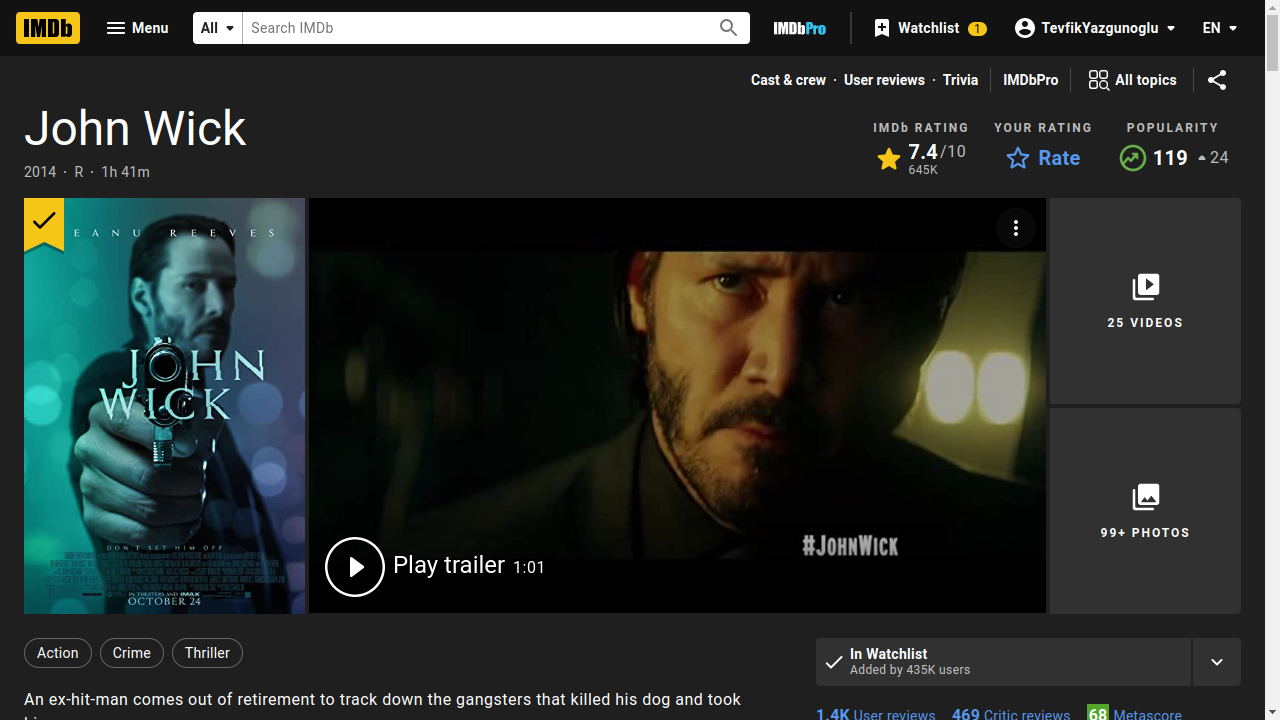 IMDb Menu All Search IMDb IMDbPro Watchlist 1 TevfikYazgunoglu EN
Cast & crew · User reviews · Trivia IMDbPro All topics
John Wick
2014 · R · 1h 41m
IMDb RATING YOUR RATING POPULARITY
7.4/10 Rate 119 24
645K
EANU REEVES
JOHN
WICK
DON'T SET HIM OFF
IN THEATERS AND IMAX
OCTOBER 24
#JOHNWICK
Play trailer 1:01
25 VIDEOS
99+ PHOTOS
Action Crime Thriller
In Watchlist
Added by 435K users
An ex-hit-man comes out of retirement to track down the gangsters that killed his dog and took
1.4K User reviews 469 Critic reviews 68 Metascore